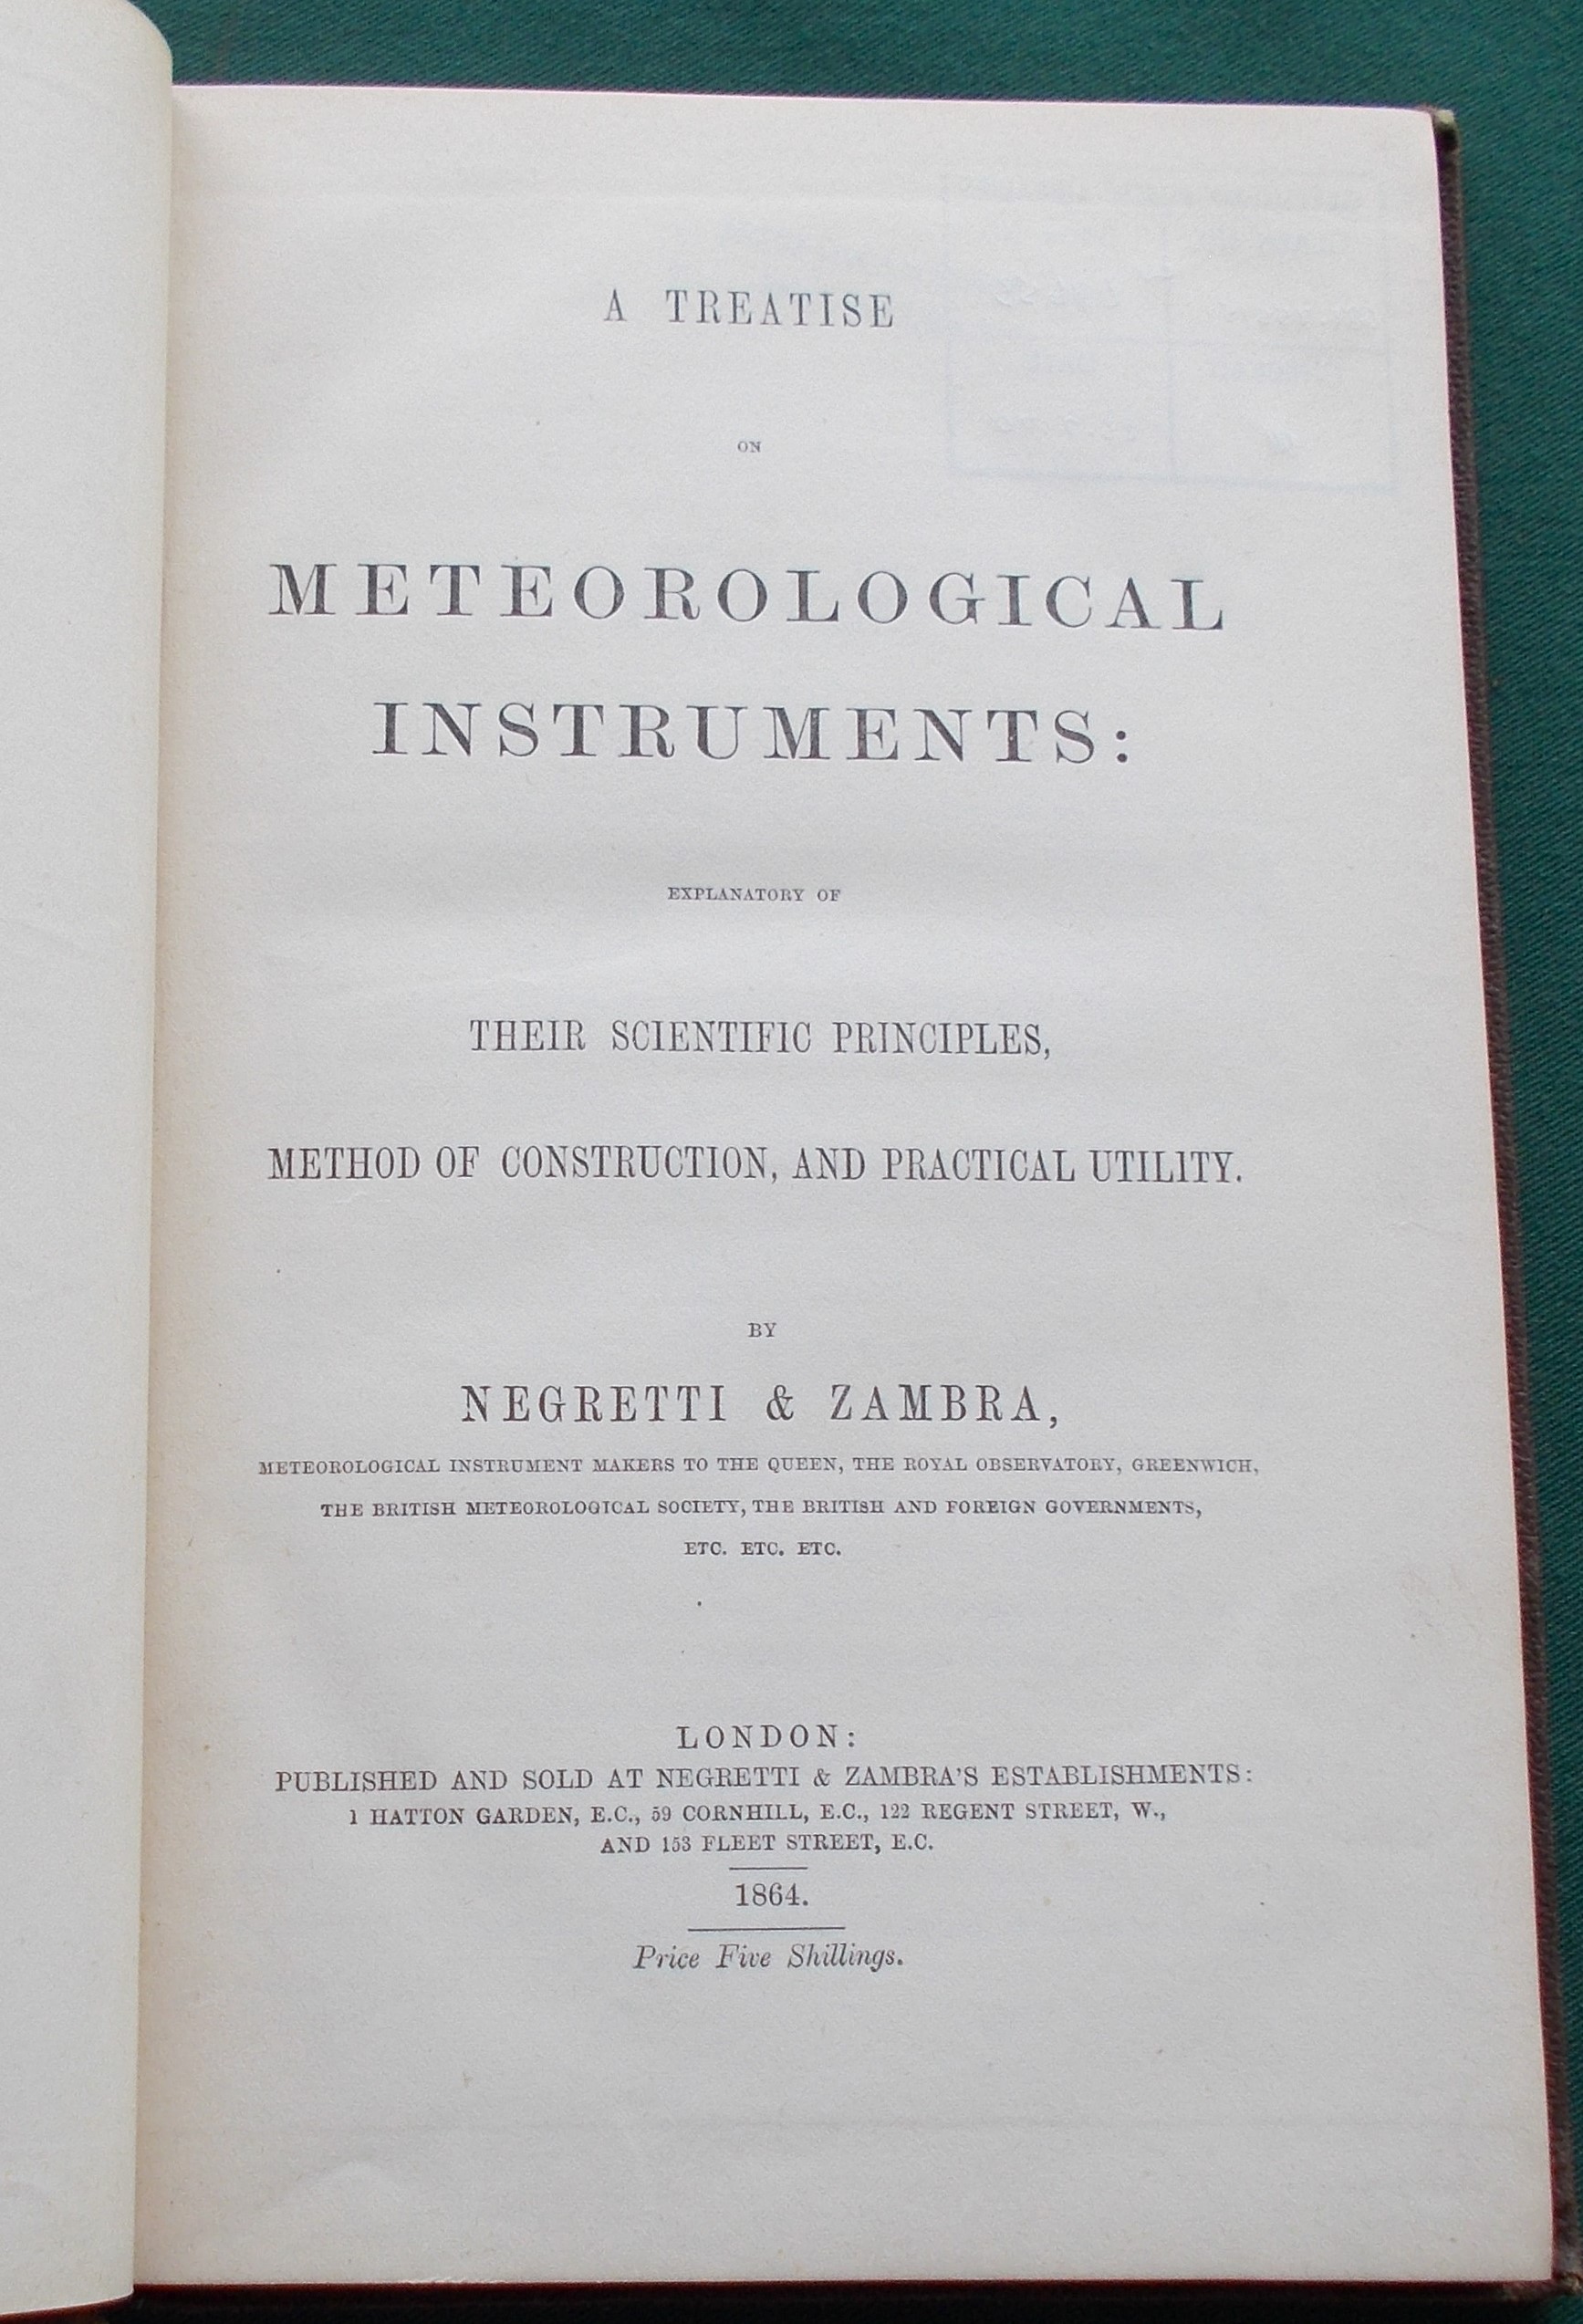 A TREATISE
ON
METEOROLOGICAL
INSTRUMENTS:
EXPLANATORY OF
THEIR SCIENTIFIC PRINCIPLES,
METHOD OF CONSTRUCTION, AND PRACTICAL UTILITY.
BY
NEGRETTI & ZAMBRA,
METEOROLOGICAL INSTRUMENT MAKERS TO THE QUEEN, THE ROYAL OBSERVATORY, GREENWICH,
THE BRITISH METEOROLOGICAL SOCIETY, THE BRITISH AND FOREIGN GOVERNMENTS,
ETC. ETC. ETC.
LONDON:
PUBLISHED AND SOLD AT NEGRETTI & ZAMBRA'S ESTABLISHMENTS:
1 HATTON GARDEN, E.C., 59 CORNHILL, E.C., 122 REGENT STREET, W.,
AND 153 FLEET STREET, E.C.
1864.
Price Five Shillings.